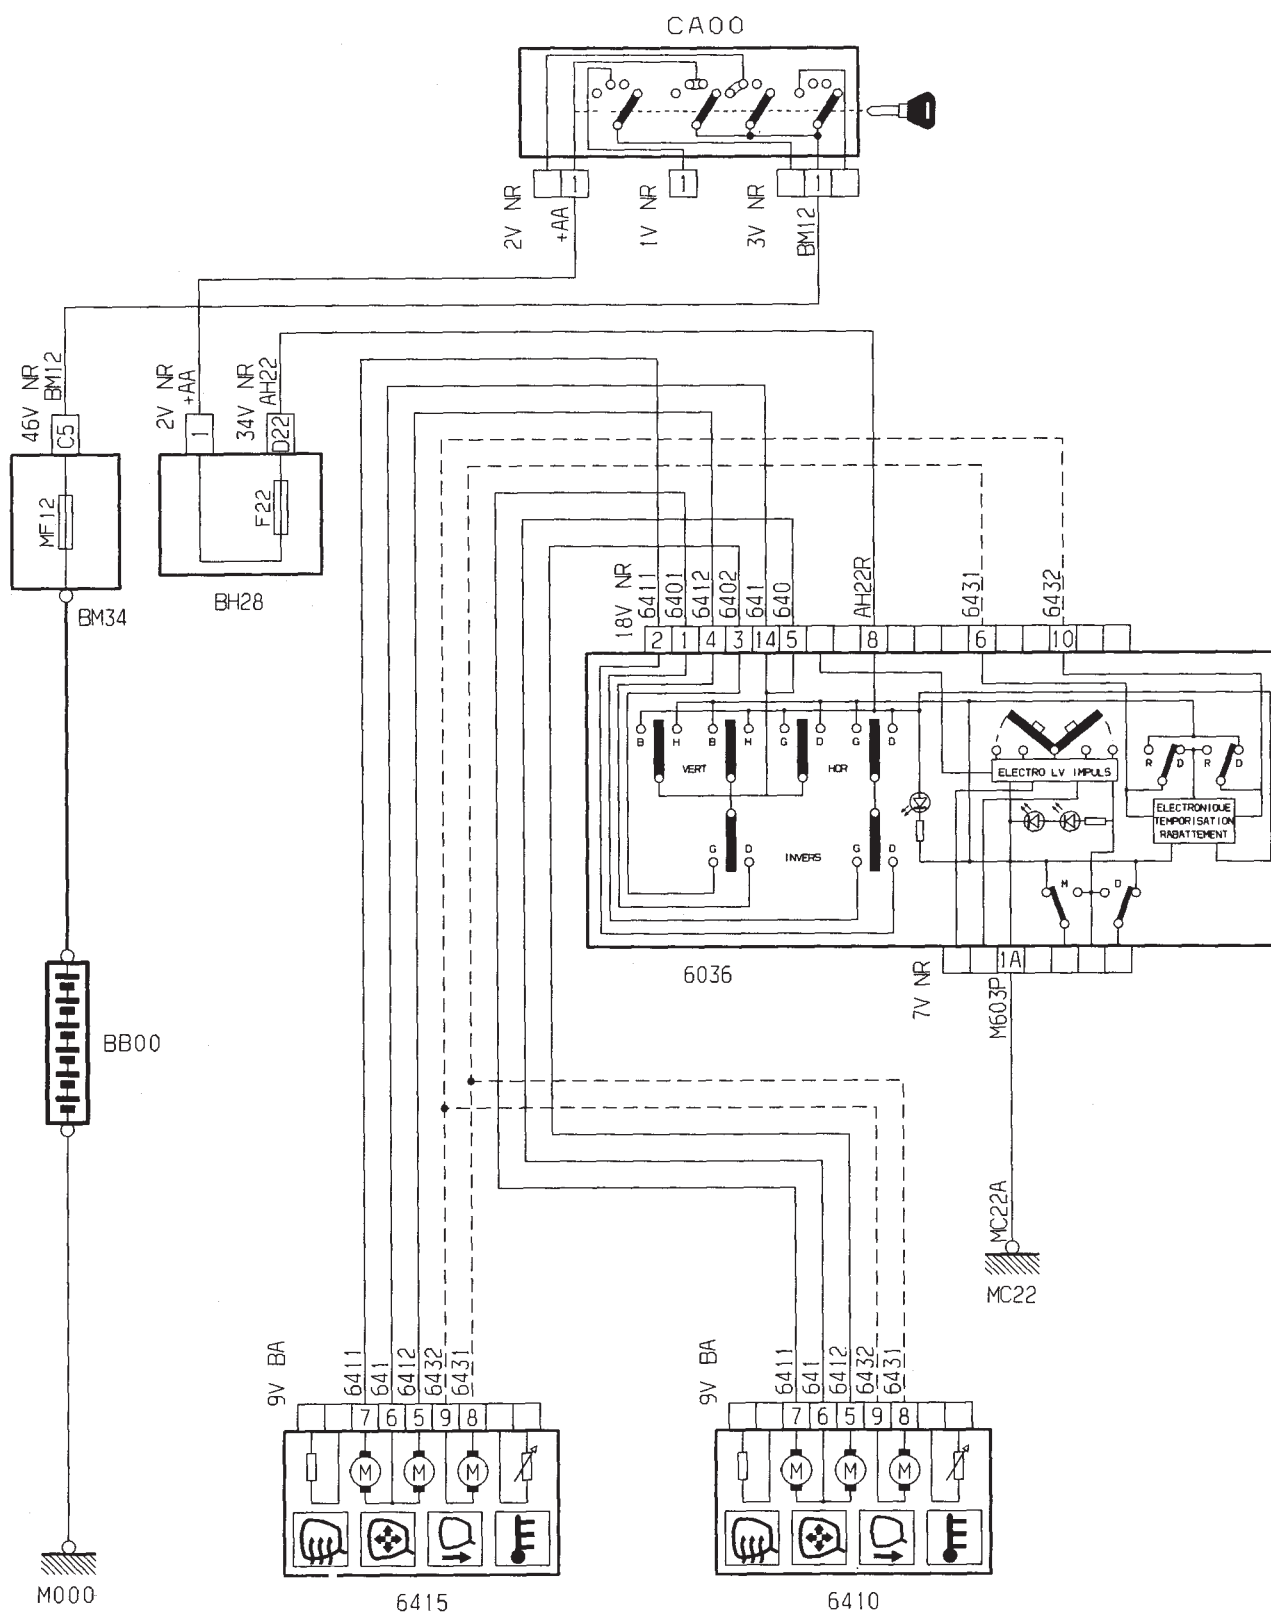 CA00
2V NR
1
+AA
1V NR
1
3V NR
1
BM12
46V NR
BM12
C5
2V NR
+AA
1
34V NR
AH22
D22
MF12
F22
BM34
BH28
18V NR
6411
6401
6412
6402
641
640
AH22R
6431
6432
2 1 4 3 14 5 8 6 10
B H B H G D G D
VERT
HOR
ELECTRO LV IMPULS
R D R D
ELECTRONIQUE
TEMPORISATION
RABATTEMENT
G D
INVERS
G D
M D
6036
7V NR
1A
M603P
BB00
MC22A
MC22
9V BA
6411
641
6412
6432
6431
7 6 5 9 8
M M M
6415
9V BA
6411
641
6412
6432
6431
7 6 5 9 8
M M M
6410
M000